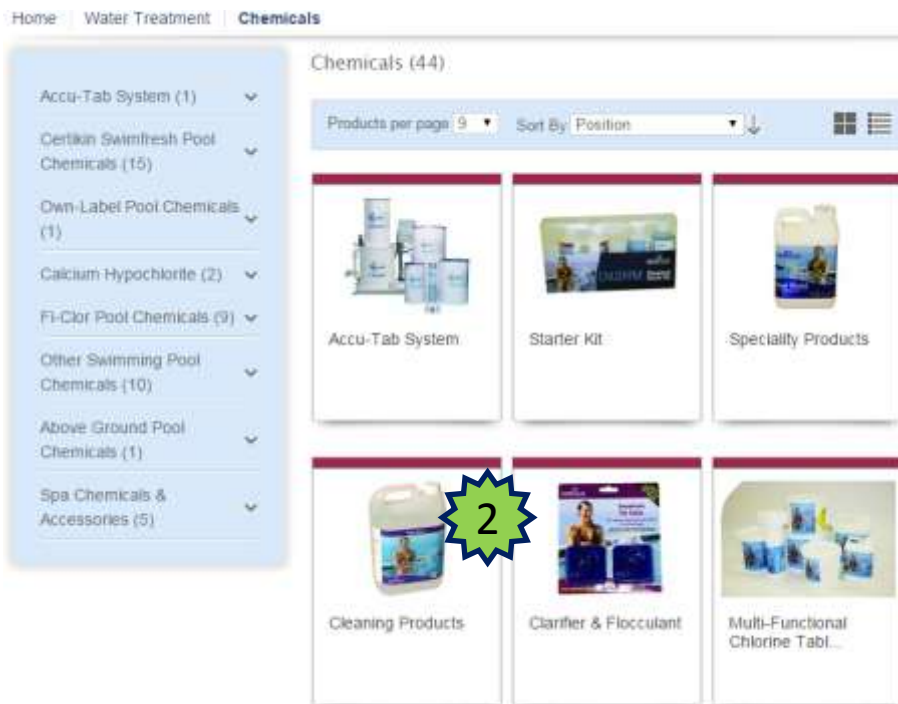 Home Water Treatment Chemicals
Accu-Tab System (1)
Certikin Swimfresh Pool
Chemicals (15)
Own-Label Pool Chemicals
(1)
Calcium Hypochlorite (2)
Fi-Clor Pool Chemicals (9)
Other Swimming Pool
Chemicals (10)
Above Ground Pool
Chemicals (1)
Spa Chemicals &
Accessories (5)
Chemicals (44)
Products per page 9 Sort By Position
Accu-Tab System
Starter Kit
Speciality Products
2
Cleaning Products
Clarifier & Flocculant
Multi-Functional
Chlorine Tabl...